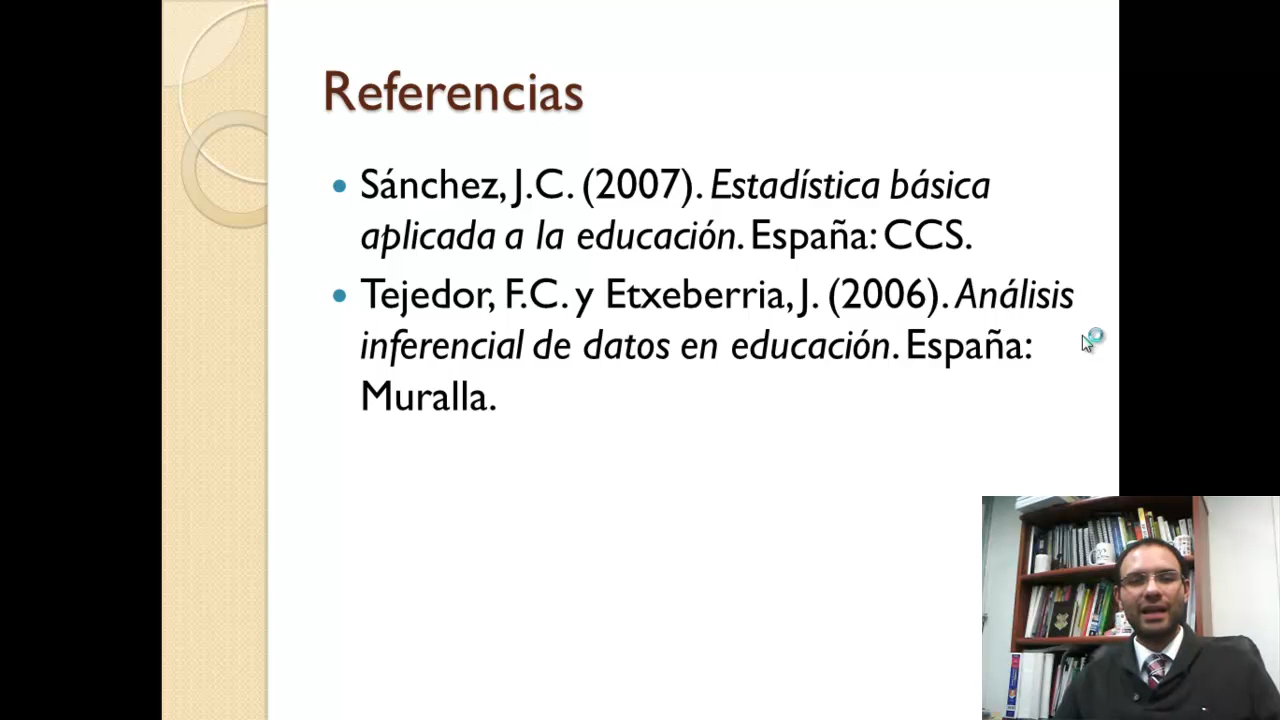 Referencias
Sánchez, J.C. (2007). Estadística básica
aplicada a la educación. España: CCS.
Tejedor, F.C. y Etxeberria, J. (2006). Análisis
inferencial de datos en educación. España:
Muralla.